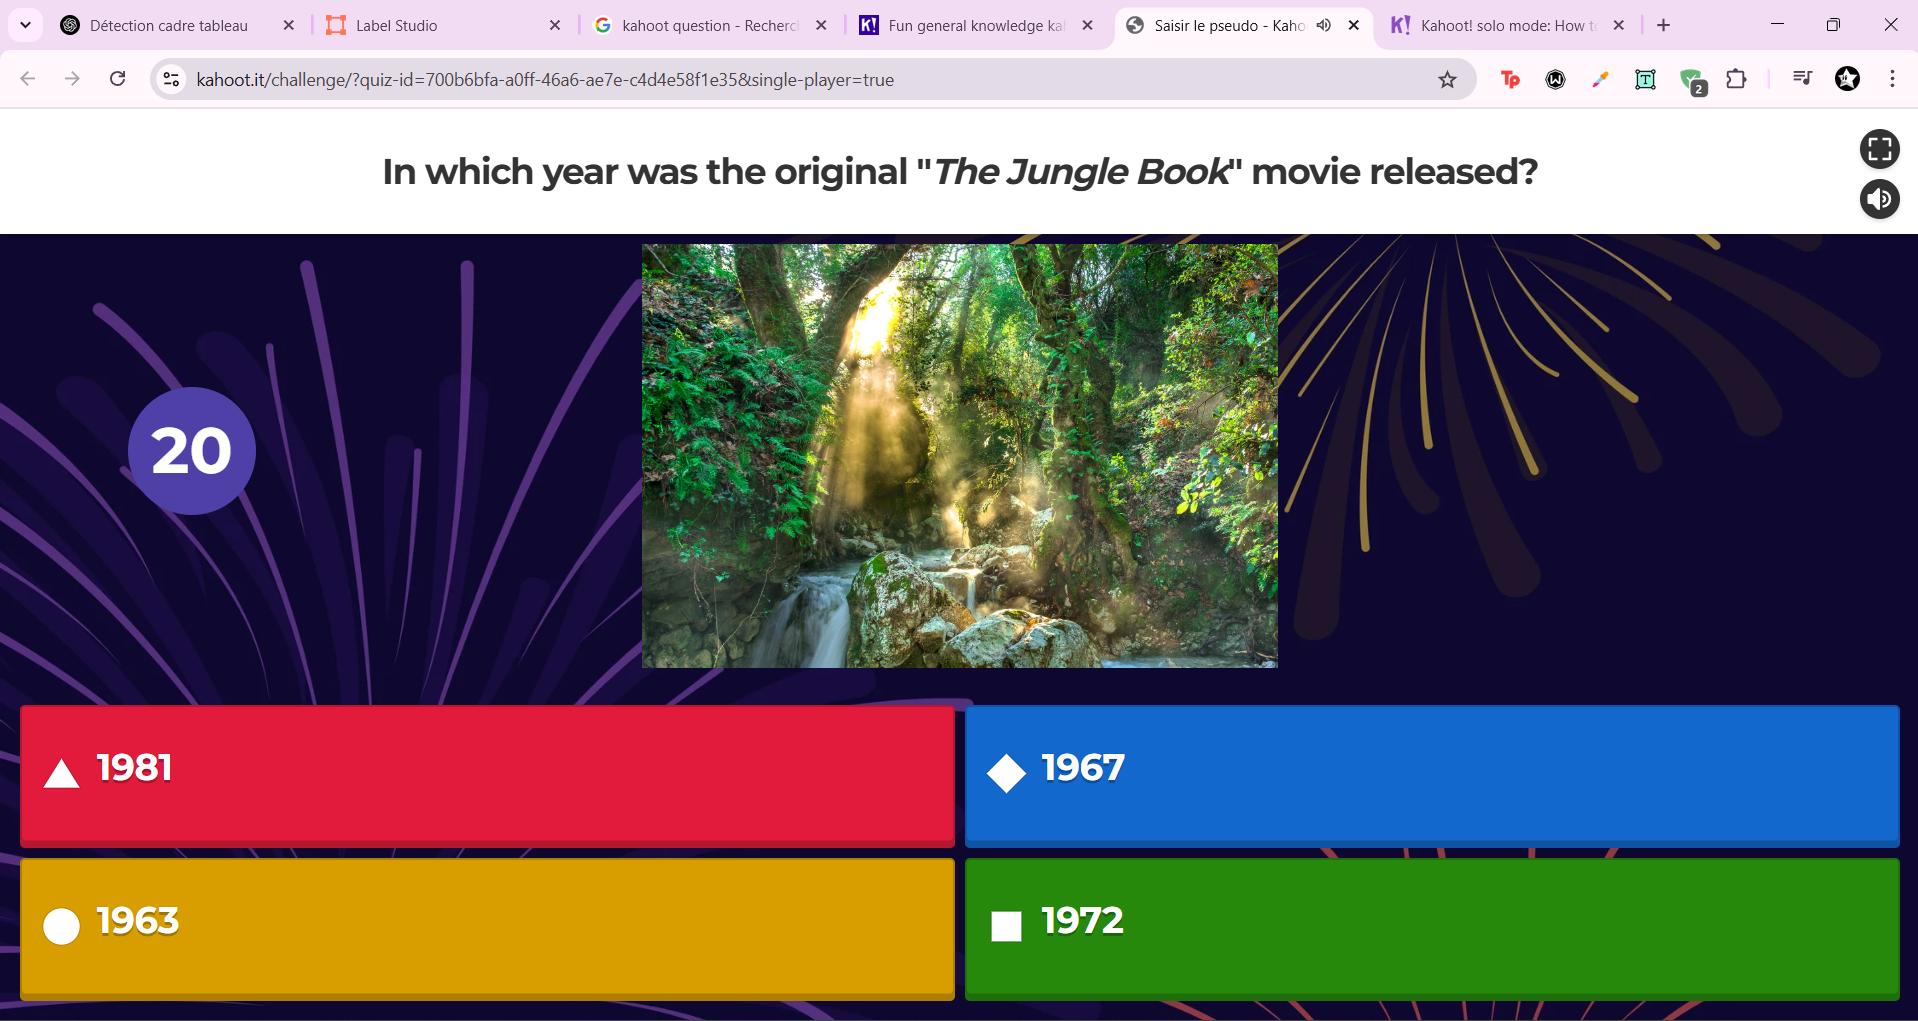 Détection cadre tableau
Label Studio
kahoot question - Recherc
Fun general knowledge ka
Saisir le pseudo - Kaho
Kahoot! solo mode: How t
kahoot.it/challenge/?quiz-id=700b6bfa-a0ff-46a6-ae7e-c4d4e58f1e35&single-player=true
2
In which year was the original "The Jungle Book" movie released?
20
1981
1967
1963
1972